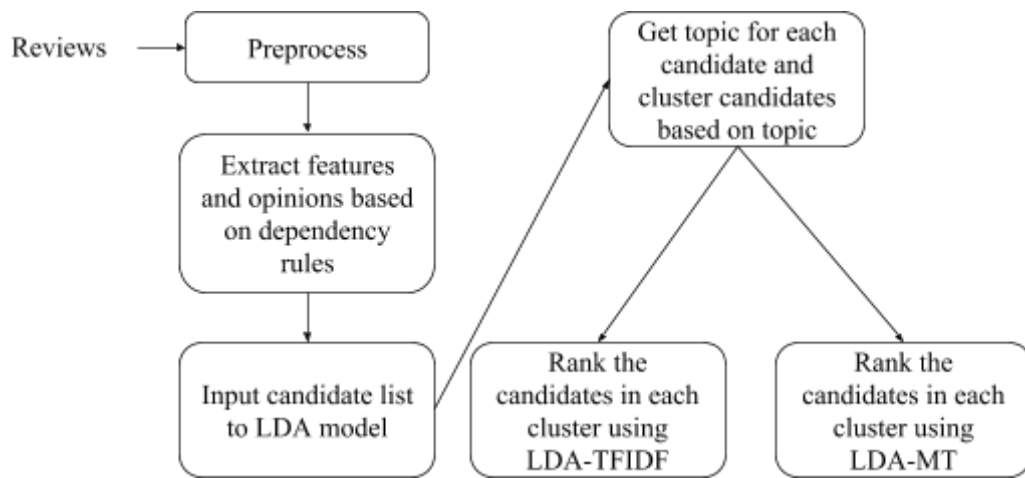 Reviews
Preprocess
Extract features
and opinions based
on dependency
rules
Input candidate list
to LDA model
Get topic for each
candidate and
cluster candidates
based on topic
Rank the
candidates in each
cluster using
LDA-TFIDF
Rank the
candidates in each
cluster using
LDA-MT